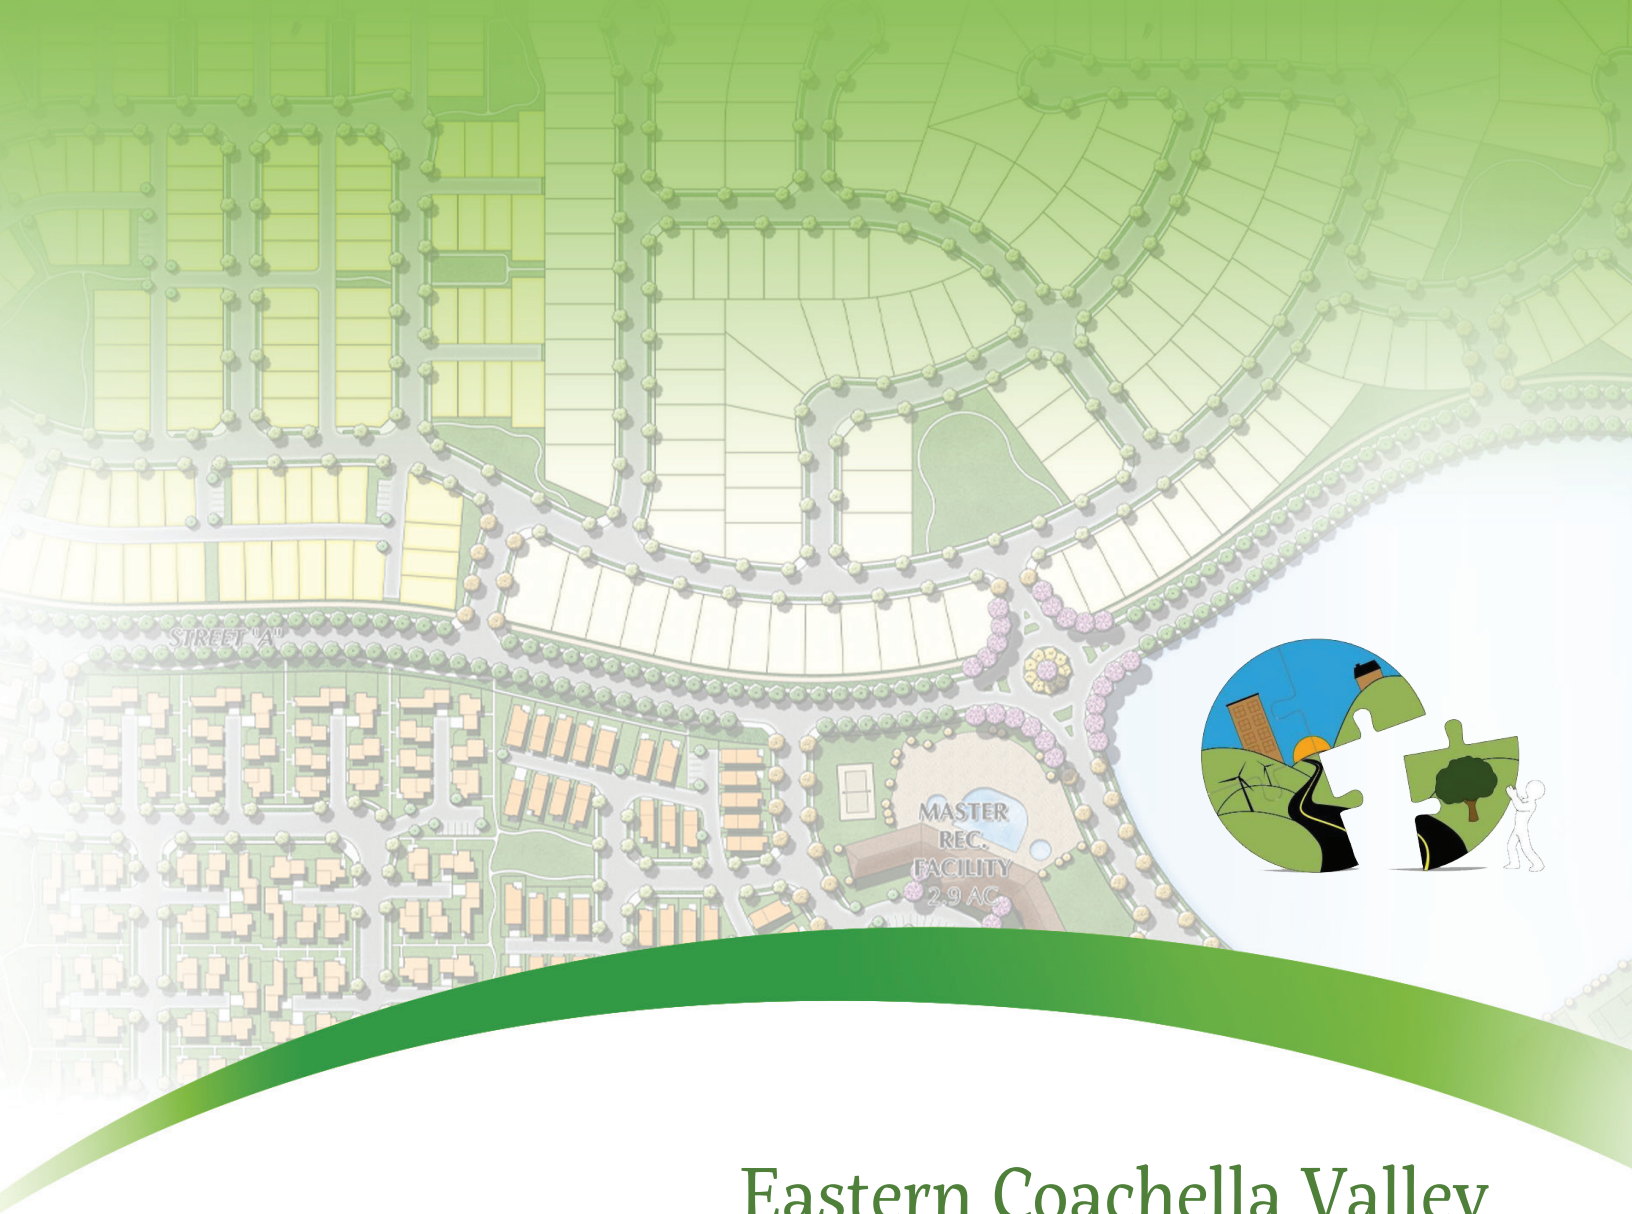 STREET "A"
MASTER
REC.
FACILITY
2.9 AC
Eastern Coachella Valley